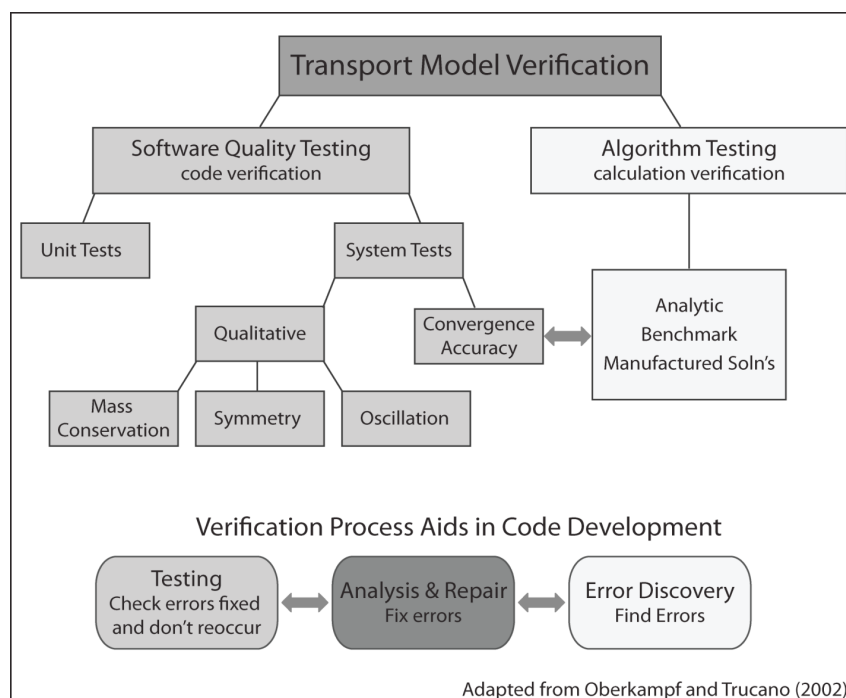 Transport Model Verification
Software Quality Testing
code verification
Algorithm Testing
calculation verification
Unit Tests
System Tests
Qualitative
Convergence
Accuracy
Analytic
Benchmark
Manufactured Soln's
Mass
Conservation
Symmetry
Oscillation
Verification Process Aids in Code Development
Testing
Check errors fixed
and don't reoccur
Analysis & Repair
Fix errors
Error Discovery
Find Errors
Adapted from Oberkampf and Trucano (2002)